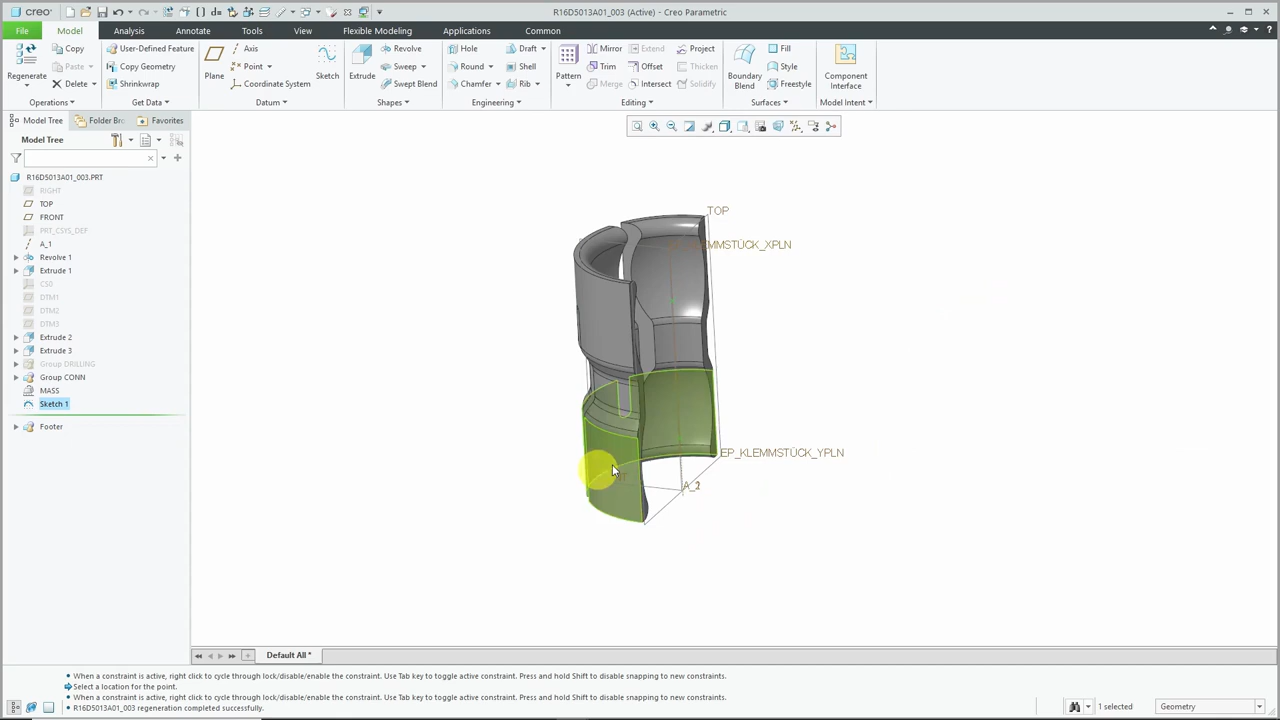 creo
R16D5013A01_003 (Active) - Creo Parametric
File Model Analysis Annotate Tools View Flexible Modeling Applications Common
Copy User-Defined Feature Axis Revolve Hole Draft Mirror Extend Project Fill
Paste Copy Geometry Point Sweep Round Shell Trim Offset Thicken Style
Regenerate Plane Sketch Extrude Pattern Boundary Blend Component Interface
Delete Shrinkwrap Coordinate System Swept Blend Chamfer Rib Merge Intersect Freestyle
Operations Get Data Datum Shapes Engineering Editing Surfaces Model Intent
Model Tree Folder Bro Favorites
Model Tree
R16D5013A01_003.PRT
RIGHT
TOP
FRONT
PRT_CSYS_DEF
A_1
Revolve 1
Extrude 1
CS0
DTM1
DTM2
DTM3
Extrude 2
Extrude 3
Group DRILLING
Group CONN
MASS
Sketch 1
Footer
TOP
MMSTÜCK_XPLN
EP_KLEMMSTÜCK_YPLN
Default All *
When a constraint is active, right click to cycle through lock/disable/enable the constraint. Use Tab key to toggle active constraint. Press and hold Shift to disable snapping to new constraints.
Select a location for the point.
When a constraint is active, right click to cycle through lock/disable/enable the constraint. Use Tab key to toggle active constraint. Press and hold Shift to disable snapping to new constraints.
R16D5013A01_003 regeneration completed successfully.
1 selected
Geometry